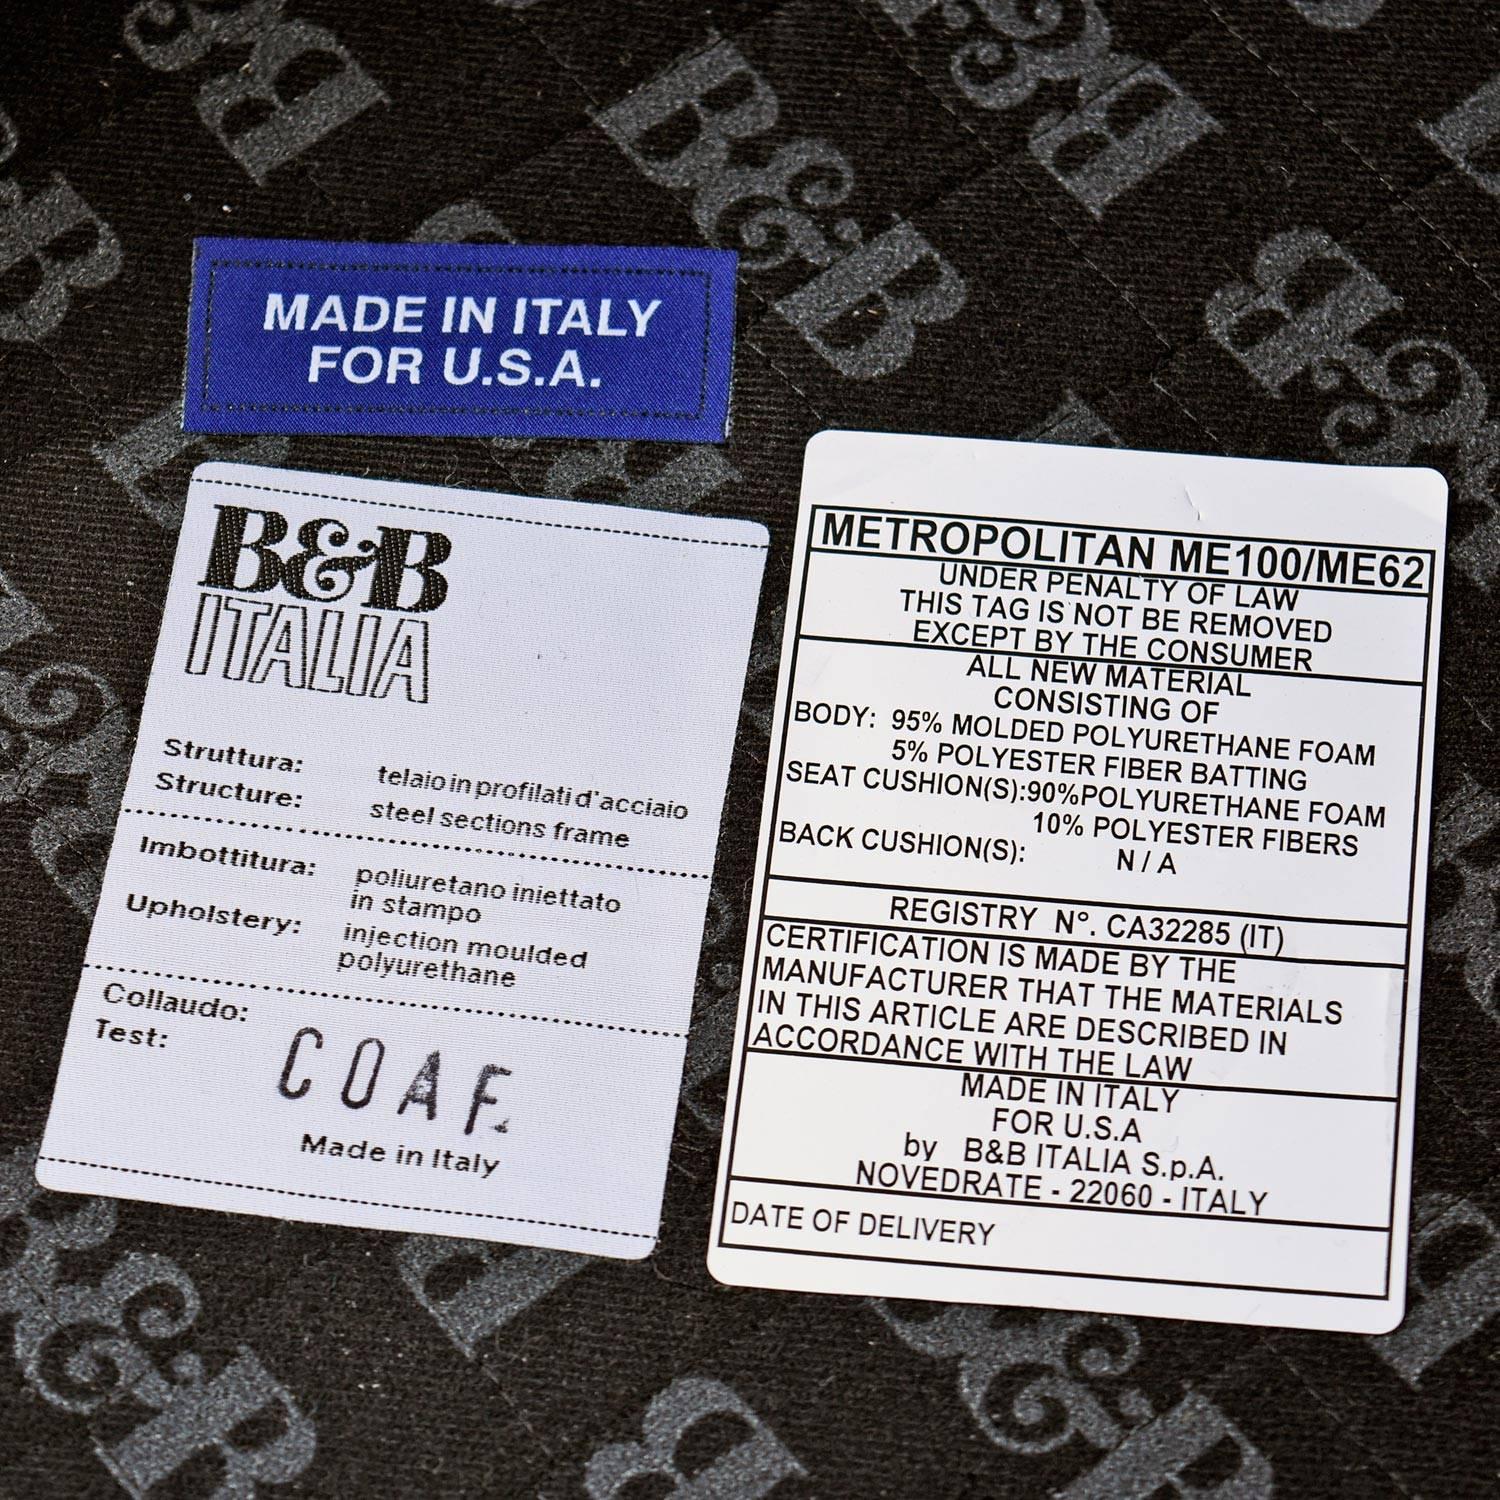 MADE IN ITALY
FOR U.S.A.
B&B
ITALIA
Struttura: telaio in profilati d'acciaio
Structure: steel sections frame
Imbottitura: poliuretano iniettato
in stampo
Upholstery: injection moulded
polyurethane
Collaudo:
Test: COAF
Made in Italy
METROPOLITAN ME100/ME62
UNDER PENALTY OF LAW
THIS TAG IS NOT BE REMOVED
EXCEPT BY THE CONSUMER
ALL NEW MATERIAL
CONSISTING OF
BODY: 95% MOLDED POLYURETHANE FOAM
5% POLYESTER FIBER BATTING
SEAT CUSHION(S):90%POLYURETHANE FOAM
10% POLYESTER FIBERS
BACK CUSHION(S): N / A
REGISTRY N°. CA32285 (IT)
CERTIFICATION IS MADE BY THE
MANUFACTURER THAT THE MATERIALS
IN THIS ARTICLE ARE DESCRIBED IN
ACCORDANCE WITH THE LAW
MADE IN ITALY
FOR U.S.A
by B&B ITALIA S.p.A.
NOVEDRATE - 22060 - ITALY
DATE OF DELIVERY
B&B
B&B
B&B
B&B